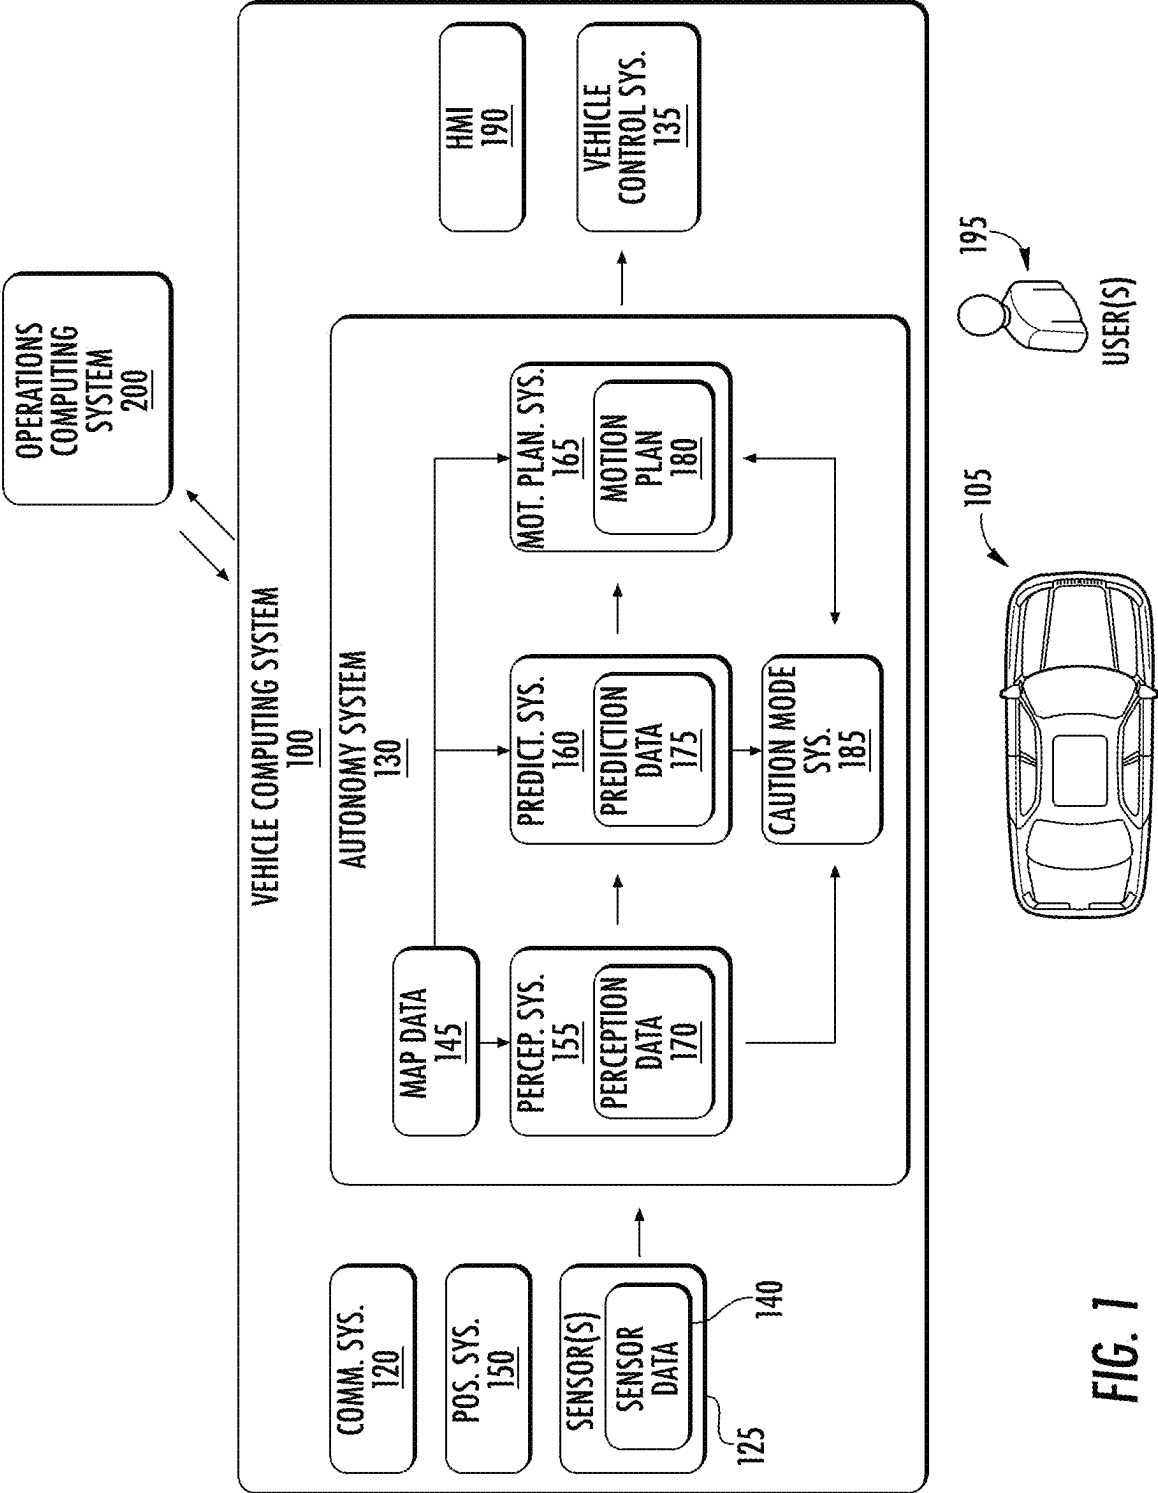 OPERATIONS
COMPUTING
SYSTEM
200
VEHICLE COMPUTING SYSTEM
100
COMM. SYS.
120
POS. SYS.
150
SENSOR(S)
SENSOR
DATA
140
125
AUTONOMY SYSTEM
130
MAP DATA
145
PERCEP. SYS.
155
PERCEPTION
DATA
170
PREDICT. SYS.
160
PREDICTION
DATA
175
MOT. PLAN. SYS.
165
MOTION
PLAN
180
CAUTION MODE
SYS.
185
HMI
190
VEHICLE
CONTROL SYS.
135
105
195
USER(S)
FIG. 1